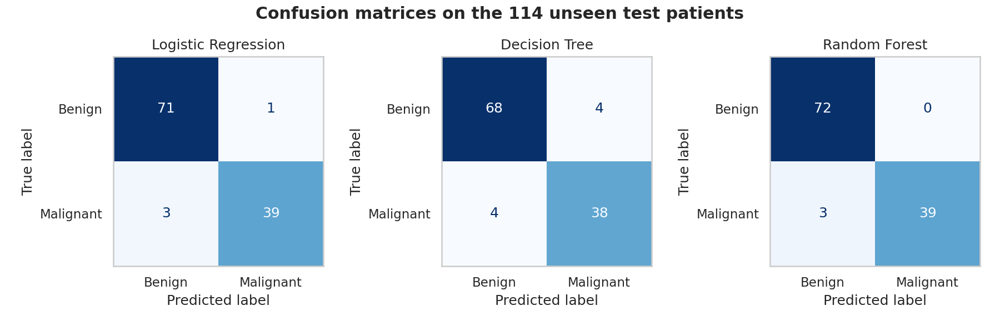 Confusion matrices on the 114 unseen test patients
Logistic Regression
True label
Benign
71
1
Malignant
3
39
Benign
Malignant
Predicted label
Decision Tree
True label
Benign
68
4
Malignant
4
38
Benign
Malignant
Predicted label
Random Forest
True label
Benign
72
0
Malignant
3
39
Benign
Malignant
Predicted label